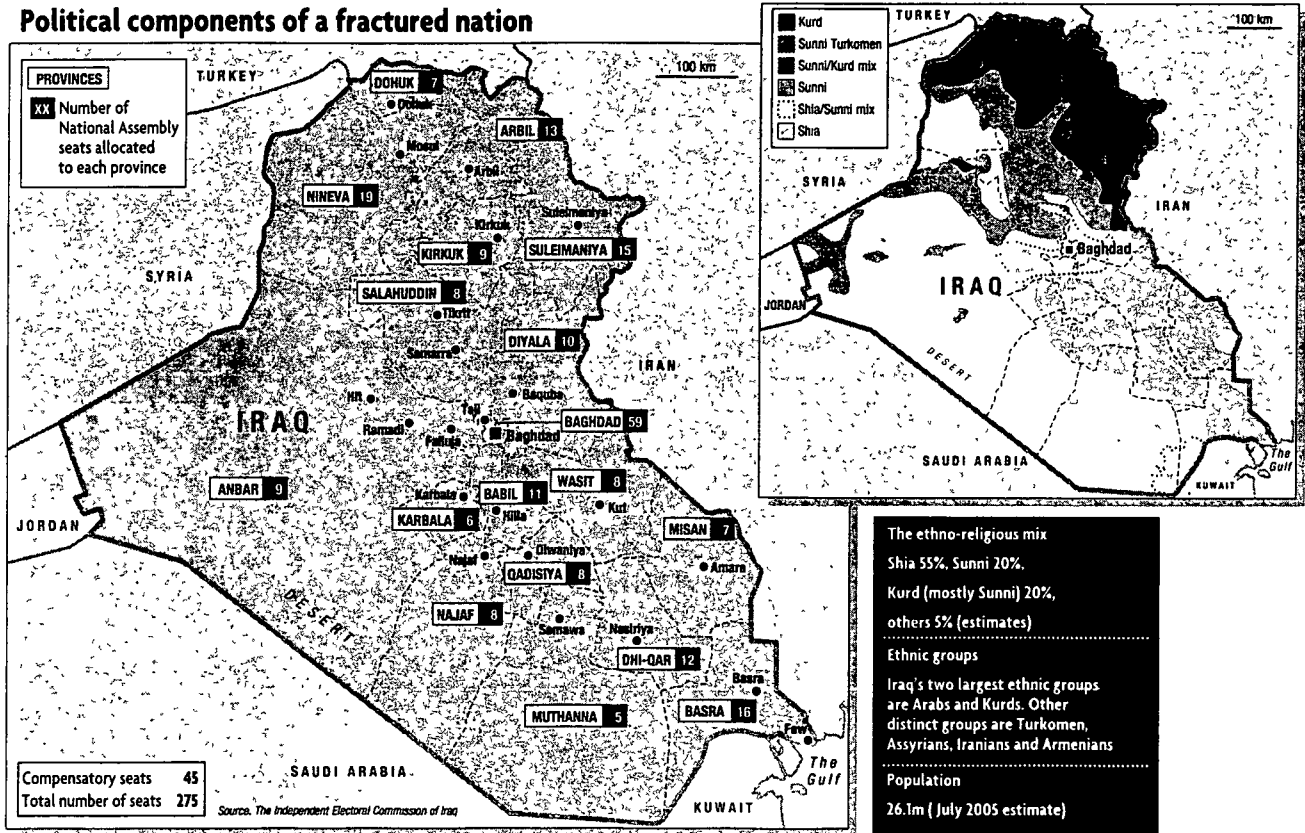 Political components of a fractured nation
PROVINCES
XX Number of
National Assembly
seats allocated
to each province
TURKEY
100 km
DOHUK 7
Dohuk
ARBIL 13
Mosul
Arbil
NINEVA 19
Suleimaniya
Kirkuk
KIRKUK 9
SULEIMANIYA 15
SYRIA
SALAHUDDIN 8
Tikrit
DIYALA 10
Samarra
IRAN
Hit
Baquba
IRAQ
Taji
BAGHDAD 59
Ramadi
Falluja
Baghdad
ANBAR 9
WASIT 8
Karbala
BABIL 11
Kut
KARBALA 6
Hilla
MISAN 7
JORDAN
Najaf
Diwaniya
Amara
QADISIYA 8
DESERT
NAJAF 8
Samawa
Nasiriya
DHI-QAR 12
Basra
MUTHANNA 5
BASRA 16
Faw
The
Gulf
SAUDI ARABIA
KUWAIT
Compensatory seats 45
Total number of seats 275
Source. The Independent Electoral Commission of Iraq
Kurd
Sunni Turkomen
Sunni/Kurd mix
Sunni
Shia/Sunni mix
Shia
TURKEY
100 km
SYRIA
IRAN
Baghdad
IRAQ
JORDAN
DESERT
SAUDI ARABIA
The
Gulf
KUWAIT
The ethno-religious mix
Shia 55%, Sunni 20%,
Kurd (mostly Sunni) 20%,
others 5% (estimates)
Ethnic groups
Iraq's two largest ethnic groups
are Arabs and Kurds. Other
distinct groups are Turkomen,
Assyrians, Iranians and Armenians
Population
26.1m ( July 2005 estimate)